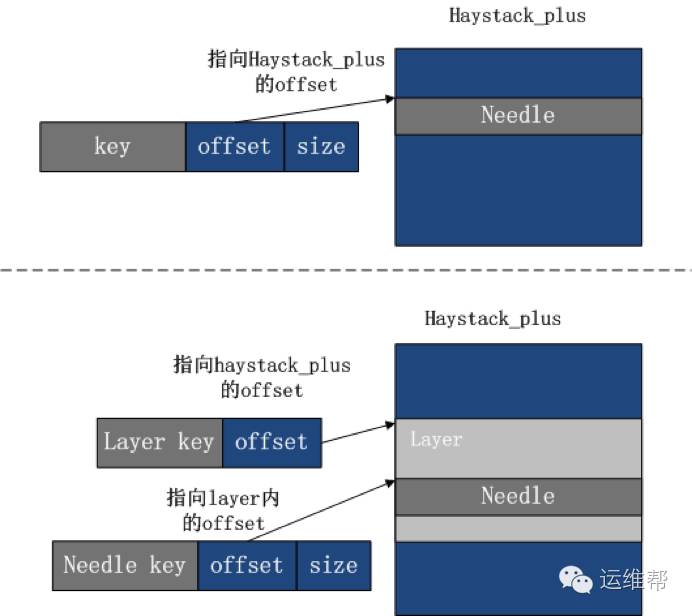 Haystack_plus
指向Haystack_plus
的offset
Needle
key offset size
Haystack_plus
指向haystack_plus
的offset
Layer key offset
Layer
指向layer内
的offset
Needle
Needle key offset size
运维帮